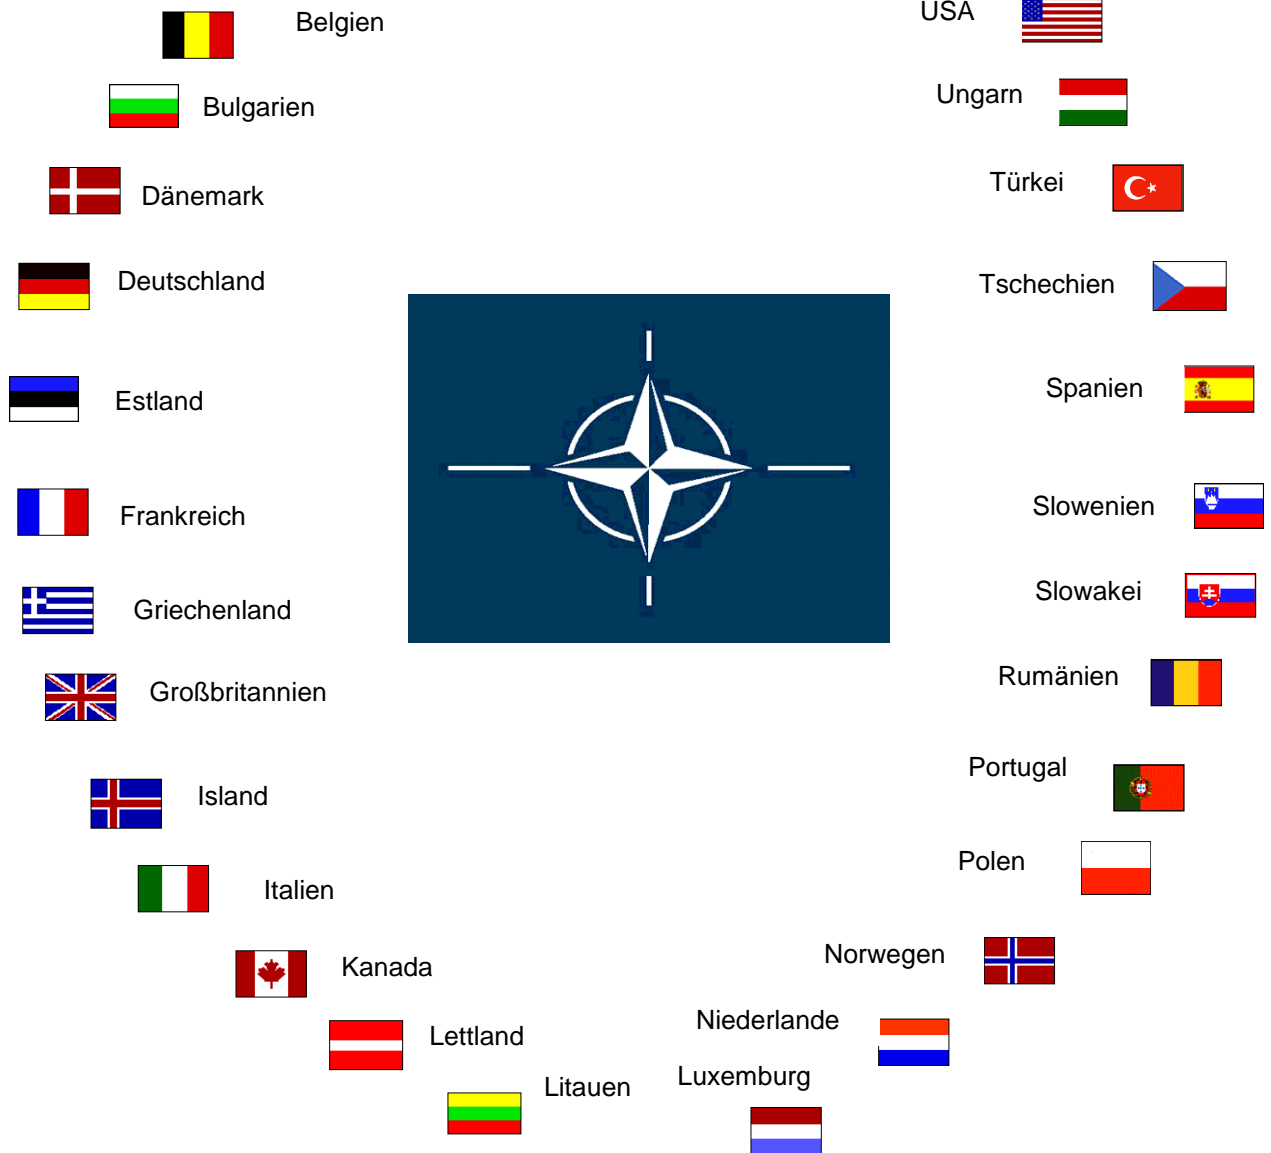 Belgien
Bulgarien
Dänemark
Deutschland
Estland
Frankreich
Griechenland
Großbritannien
Island
Italien
Kanada
Lettland
Litauen
Luxemburg
Niederlande
Norwegen
Polen
Portugal
Rumänien
Slowakei
Slowenien
Spanien
Tschechien
Türkei
Ungarn
USA